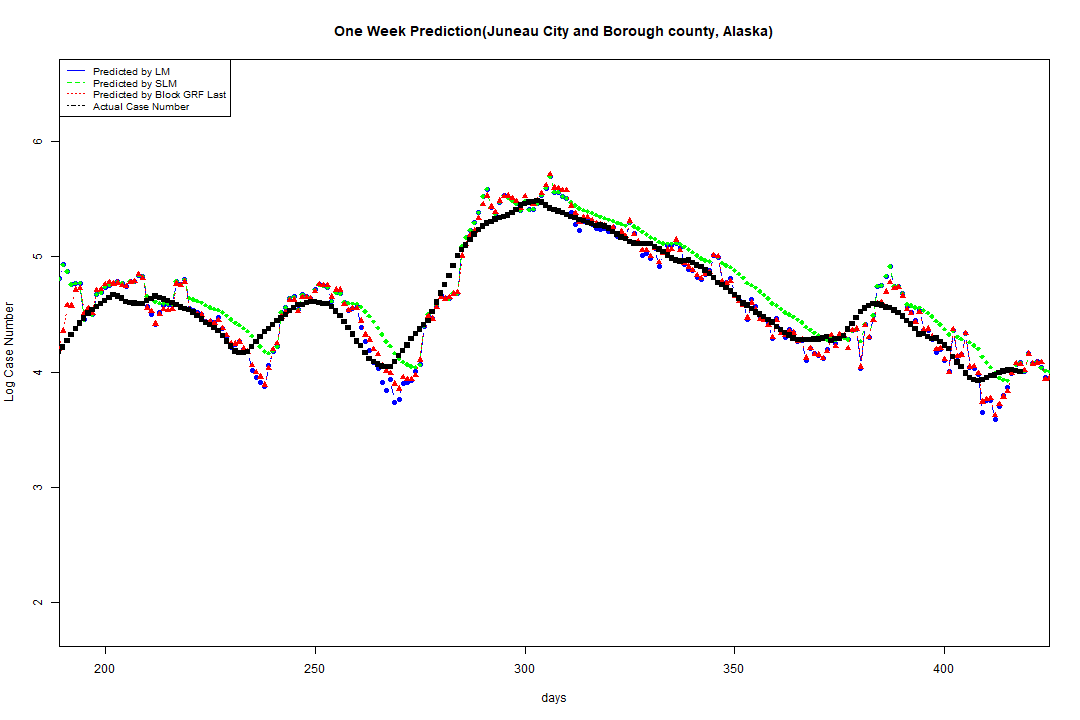 One Week Prediction(Juneau City and Borough county, Alaska)
Predicted by LM
Predicted by SLM
Predicted by Block GRF Last
Actual Case Number
6
5
4
3
2
Log Case Number
200
250
300
350
400
days